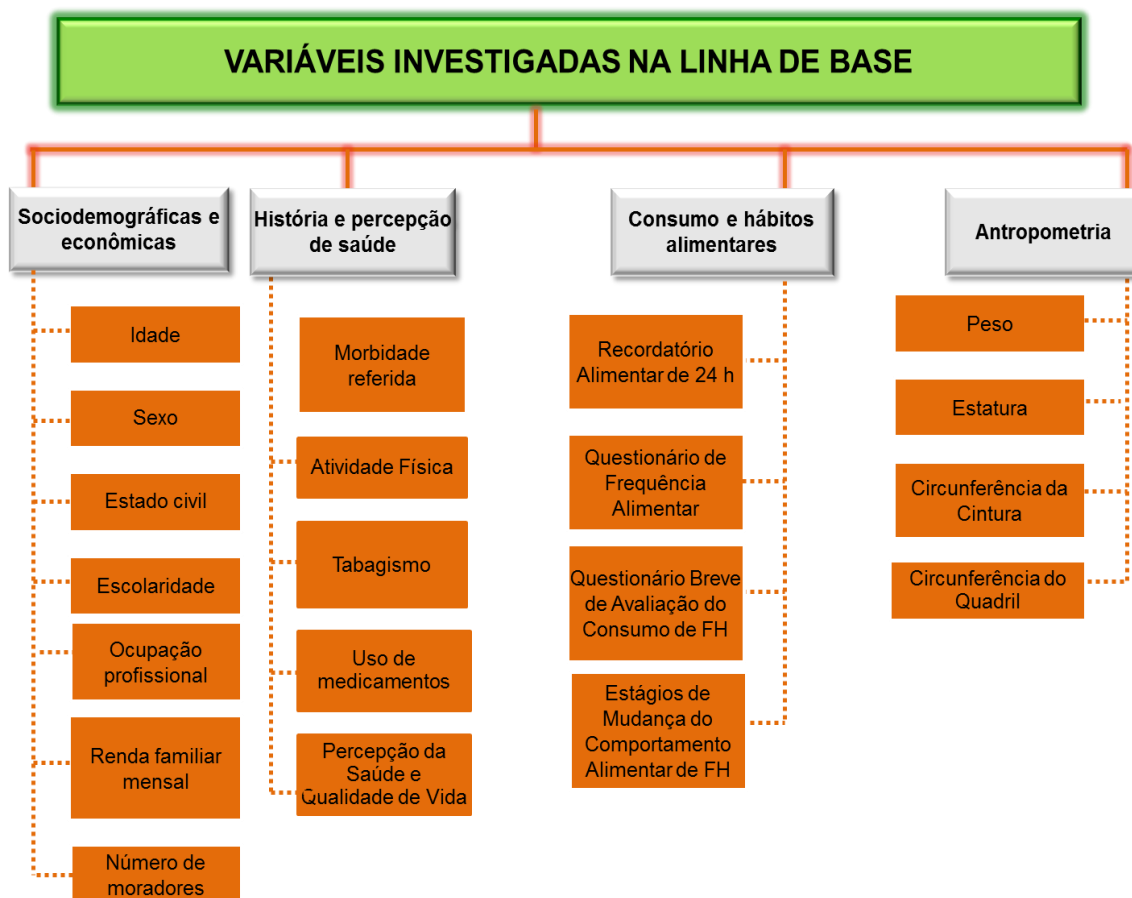 VARIÁVEIS INVESTIGADAS NA LINHA DE BASE
Sociodemográficas e
econômicas
Idade
Sexo
Estado civil
Escolaridade
Ocupação
profissional
Renda familiar
mensal
Número de
moradores
História e percepção
de saúde
Morbidade
referida
Atividade Física
Tabagismo
Uso de
medicamentos
Percepção da
Saúde e
Qualidade de Vida
Consumo e hábitos
alimentares
Recordatório
Alimentar de 24 h
Questionário de
Frequência
Alimentar
Questionário Breve
de Avaliação do
Consumo de FH
Estágios de
Mudança do
Comportamento
Alimentar de FH
Antropometria
Peso
Estatura
Circunferência da
Cintura
Circunferência do
Quadril